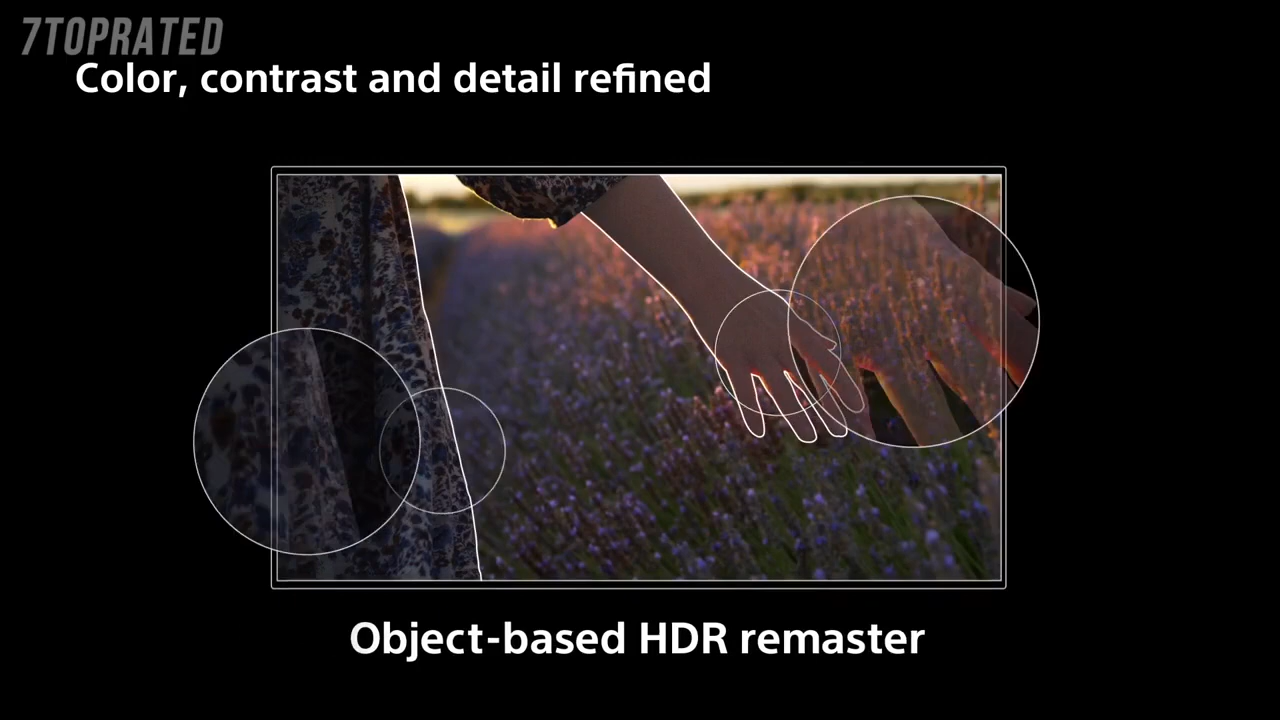 7TOPRATED
Color, contrast and detail refined
Object-based HDR remaster